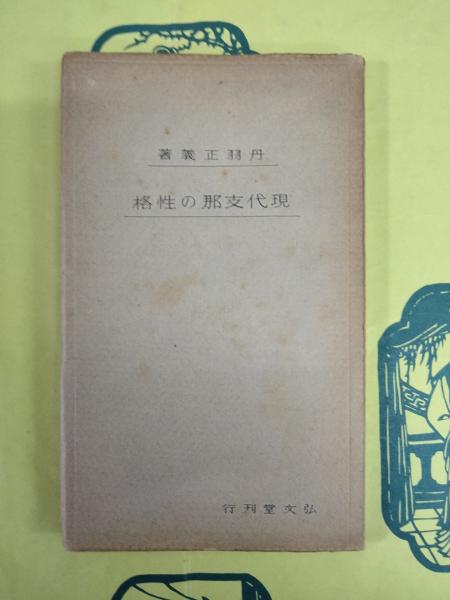 丹羽正義著
現代支那の性格
弘文堂刊行